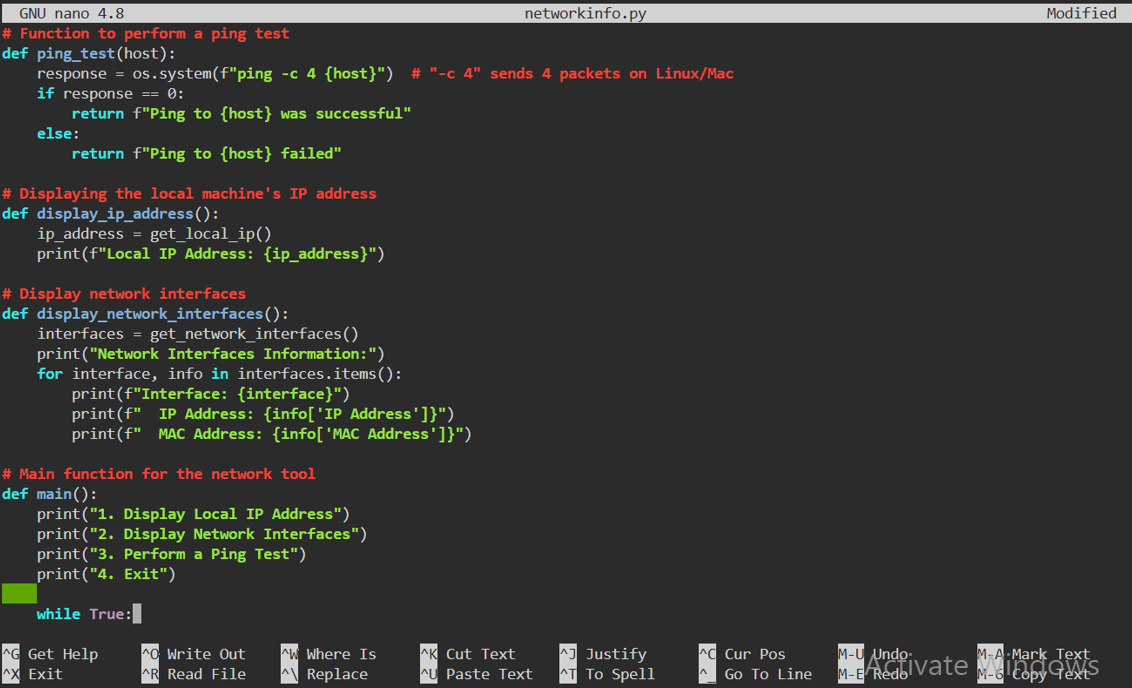 GNU nano 4.8 networkinfo.py Modified
# Function to perform a ping test
def ping_test(host):
    response = os.system(f"ping -c 4 {host}")  # "-c 4" sends 4 packets on Linux/Mac
    if response == 0:
        return f"Ping to {host} was successful"
    else:
        return f"Ping to {host} failed"

# Displaying the local machine's IP address
def display_ip_address():
    ip_address = get_local_ip()
    print(f"Local IP Address: {ip_address}")

# Display network interfaces
def display_network_interfaces():
    interfaces = get_network_interfaces()
    print("Network Interfaces Information:")
    for interface, info in interfaces.items():
        print(f"Interface: {interface}")
        print(f"  IP Address: {info['IP Address']}")
        print(f"  MAC Address: {info['MAC Address']}")

# Main function for the network tool
def main():
    print("1. Display Local IP Address")
    print("2. Display Network Interfaces")
    print("3. Perform a Ping Test")
    print("4. Exit")

    while True:

^G Get Help ^O Write Out ^W Where Is ^K Cut Text ^J Justify ^C Cur Pos M-U Undo M-A Mark Text
^X Exit ^R Read File ^\ Replace ^U Paste Text ^T To Spell ^_ Go To Line M-E Redo M-6 Copy Text
Activate Windows